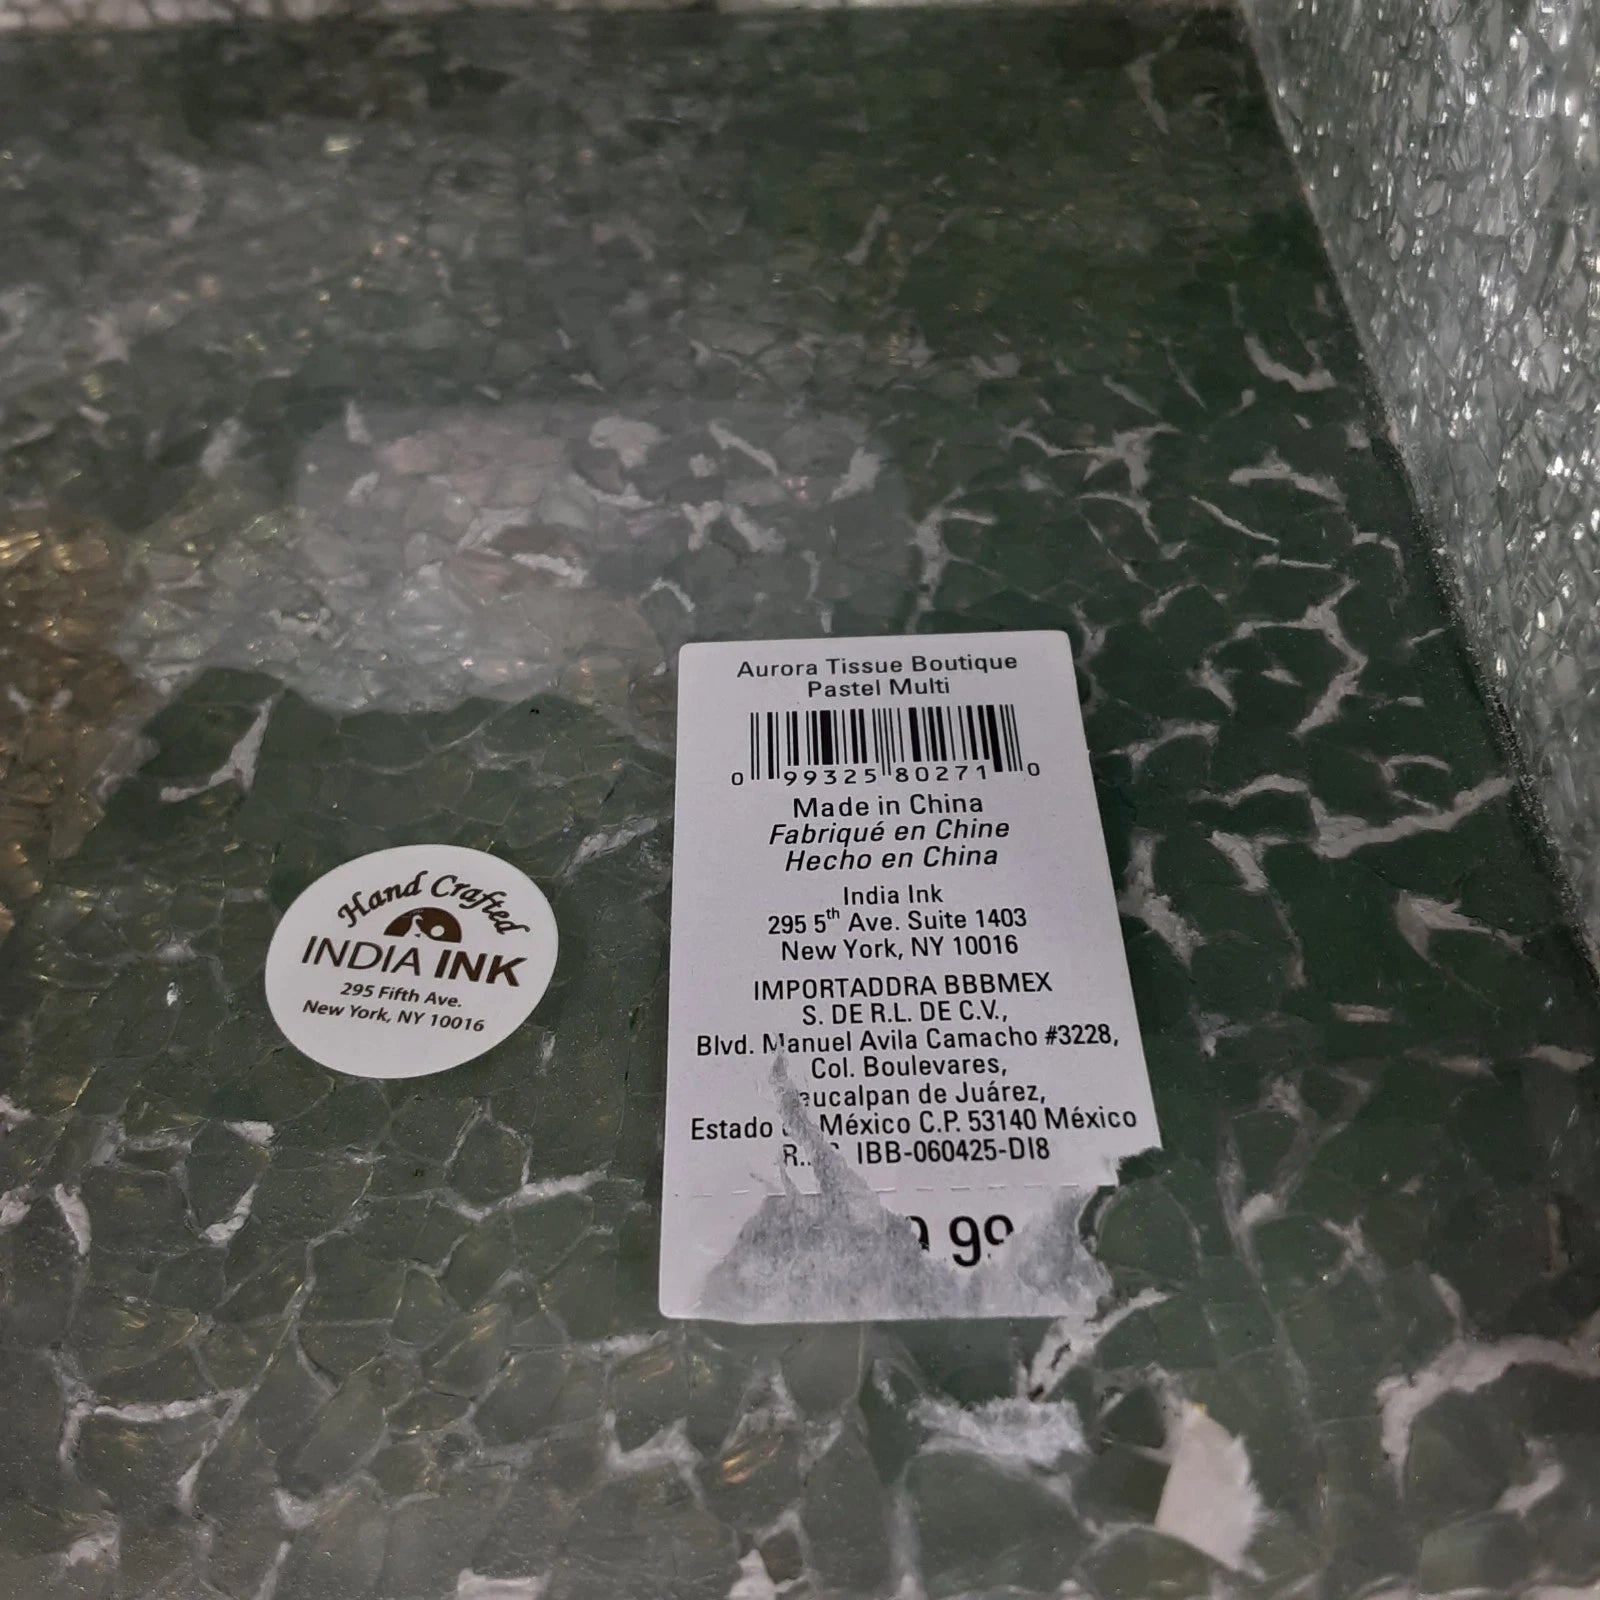 Aurora Tissue Boutique
Pastel Multi
0 99325 80271 0
Made in China
Fabriqué en Chine
Hecho en China
India Ink
295 5th Ave. Suite 1403
New York, NY 10016
IMPORTADDRA BBBMEX
S. DE R.L. DE C.V.,
Blvd. Manuel Avila Camacho #3228,
Col. Boulevares,
aucalpan de Juárez,
Estado México C.P. 53140 México
IBB-060425-DI8
99
Hand Crafted
INDIA INK
295 Fifth Ave.
New York, NY 10016